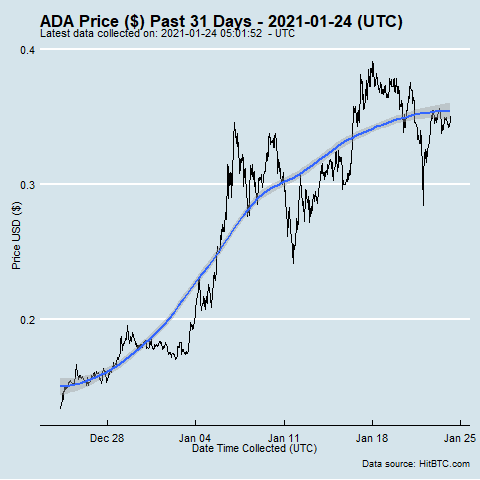 ADA Price ($) Past 31 Days - 2021-01-24 (UTC)
Latest data collected on: 2021-01-24 05:01:52 - UTC
0.4
0.3
0.2
Price USD ($)
Dec 28
Jan 04
Jan 11
Jan 18
Jan 25
Date Time Collected (UTC)
Data source: HitBTC.com